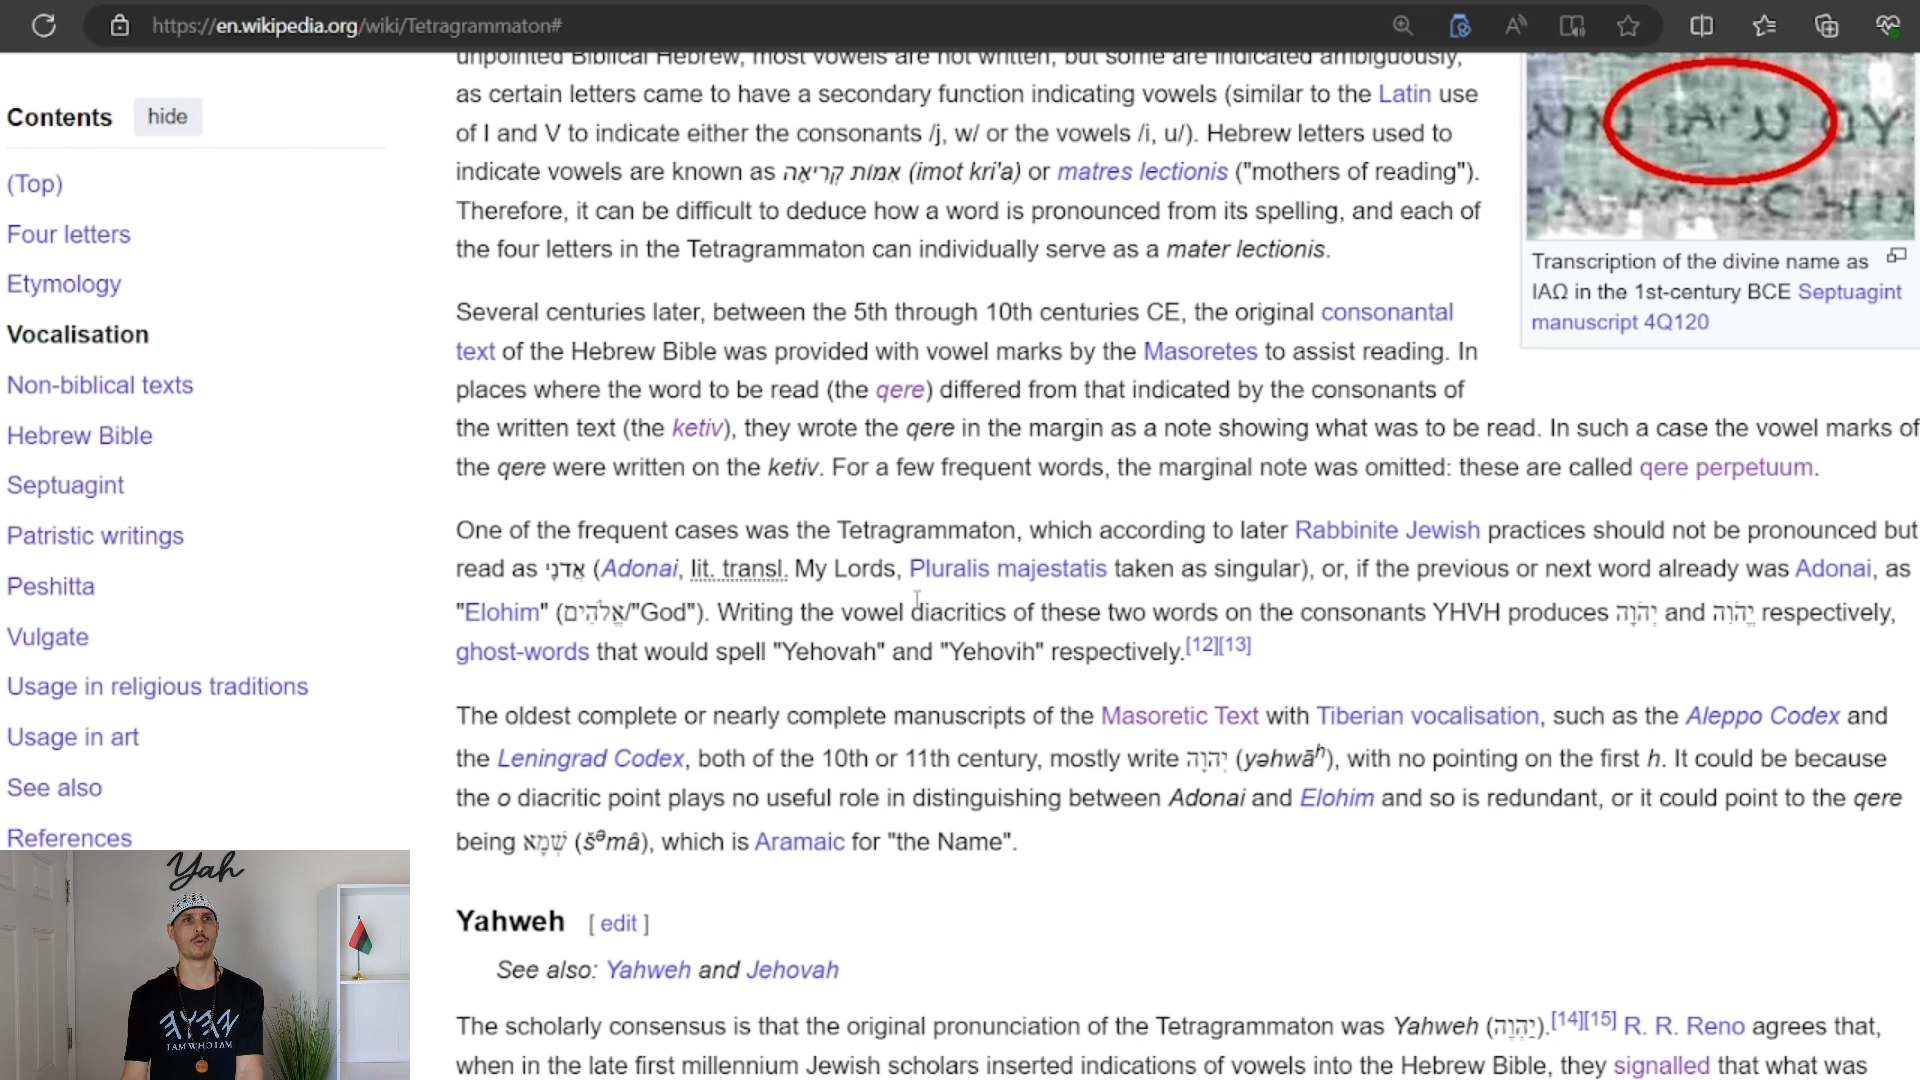 https://en.wikipedia.org/wiki/Tetragrammaton#
Contents hide
(Top)
Four letters
Etymology
Vocalisation
Non-biblical texts
Hebrew Bible
Septuagint
Patristic writings
Peshitta
Vulgate
Usage in religious traditions
Usage in art
See also
References
unpointed Biblical Hebrew, most vowels are not written, but some are indicated ambiguously,
as certain letters came to have a secondary function indicating vowels (similar to the Latin use
of I and V to indicate either the consonants /j, w/ or the vowels /i, u/). Hebrew letters used to
indicate vowels are known as אִמּוֹת קְרִיאָה (imot kri'a) or matres lectionis ("mothers of reading").
Therefore, it can be difficult to deduce how a word is pronounced from its spelling, and each of
the four letters in the Tetragrammaton can individually serve as a mater lectionis.
Several centuries later, between the 5th through 10th centuries CE, the original consonantal
text of the Hebrew Bible was provided with vowel marks by the Masoretes to assist reading. In
places where the word to be read (the qere) differed from that indicated by the consonants of
the written text (the ketiv), they wrote the qere in the margin as a note showing what was to be read. In such a case the vowel marks of
the qere were written on the ketiv. For a few frequent words, the marginal note was omitted: these are called qere perpetuum.
One of the frequent cases was the Tetragrammaton, which according to later Rabbinite Jewish practices should not be pronounced but
read as אֲדֹנָי (Adonai, lit. transl. My Lords, Pluralis majestatis taken as singular), or, if the previous or next word already was Adonai, as
"Elohim" (אֱלֹהִים/"God"). Writing the vowel diacritics of these two words on the consonants YHVH produces יְהֹוָה and יֱהֹוִה respectively,
ghost-words that would spell "Yehovah" and "Yehovih" respectively.[12][13]
The oldest complete or nearly complete manuscripts of the Masoretic Text with Tiberian vocalisation, such as the Aleppo Codex and
the Leningrad Codex, both of the 10th or 11th century, mostly write יְהוָה (yəhwāʰ), with no pointing on the first h. It could be because
the o diacritic point plays no useful role in distinguishing between Adonai and Elohim and so is redundant, or it could point to the qere
being שְׁמָא (šᵊmâ), which is Aramaic for "the Name".
Yahweh [ edit ]
See also: Yahweh and Jehovah
The scholarly consensus is that the original pronunciation of the Tetragrammaton was Yahweh (יַהְוֶה).[14][15] R. R. Reno agrees that,
when in the late first millennium Jewish scholars inserted indications of vowels into the Hebrew Bible, they signalled that what was
Transcription of the divine name as
ΙΑΩ in the 1st-century BCE Septuagint
manuscript 4Q120
Yah
𐤉𐤄𐤅𐤄
I AM WHO I AM